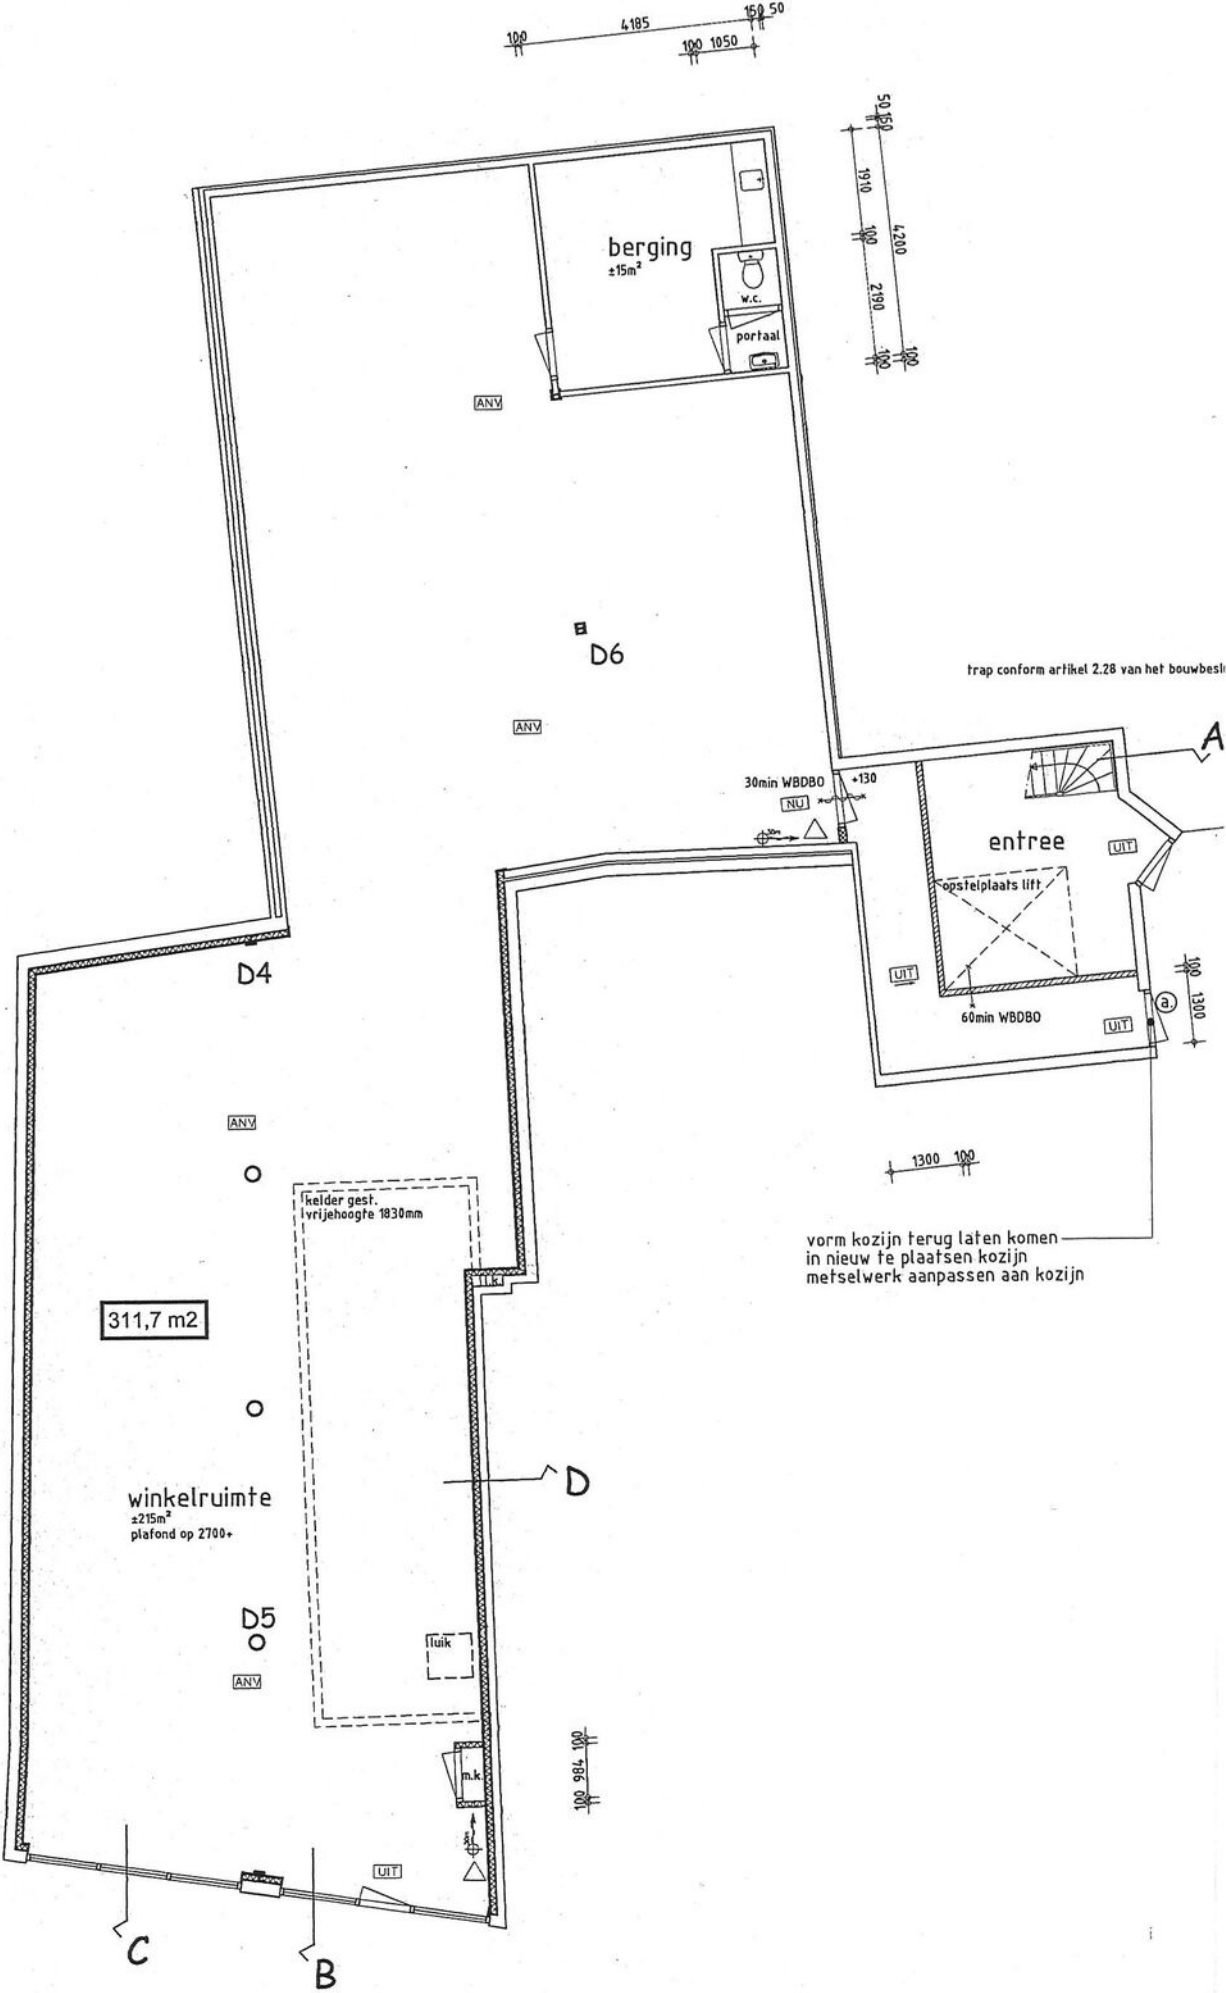 100 4185 150 50
100 1050
50 150
1910
100
4200
2190
100 100
berging
±15m²
w.c.
portaal
ANV
D6
trap conform artikel 2.28 van het bouwbeslu
ANV
A
30min WBDBO
+130
NU
30m
entree
UIT
opstelplaats lift
D4
UIT
100
1300
a.
60min WBDBO
UIT
ANV
1300 100
kelder gest.
vrijehoogte 1830mm
vorm kozijn terug laten komen
in nieuw te plaatsen kozijn
metselwerk aanpassen aan kozijn
k.
311,7 m2
D
winkelruimte
±215m²
plafond op 2700+
D5
luik
ANV
100 984 100
m.k.
30m
UIT
C
B